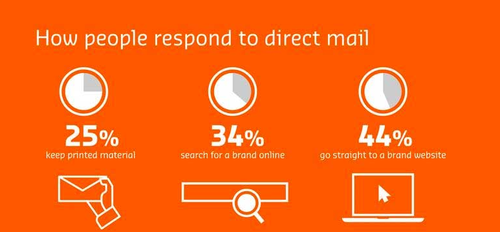 How people respond to direct mail
25% 34% 44%
keep printed material search for a brand online go straight to a brand website